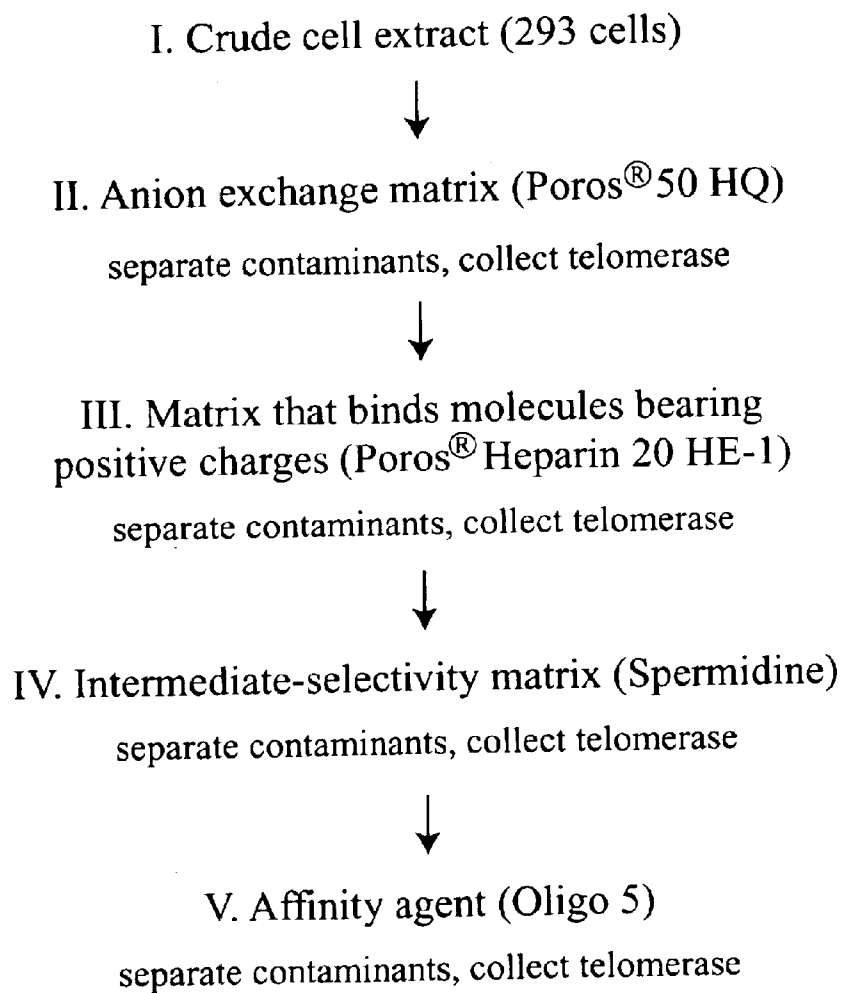 I. Crude cell extract (293 cells)
II. Anion exchange matrix (Poros®50 HQ)
separate contaminants, collect telomerase
III. Matrix that binds molecules bearing
positive charges (Poros®Heparin 20 HE-1)
separate contaminants, collect telomerase
IV. Intermediate-selectivity matrix (Spermidine)
separate contaminants, collect telomerase
V. Affinity agent (Oligo 5)
separate contaminants, collect telomerase